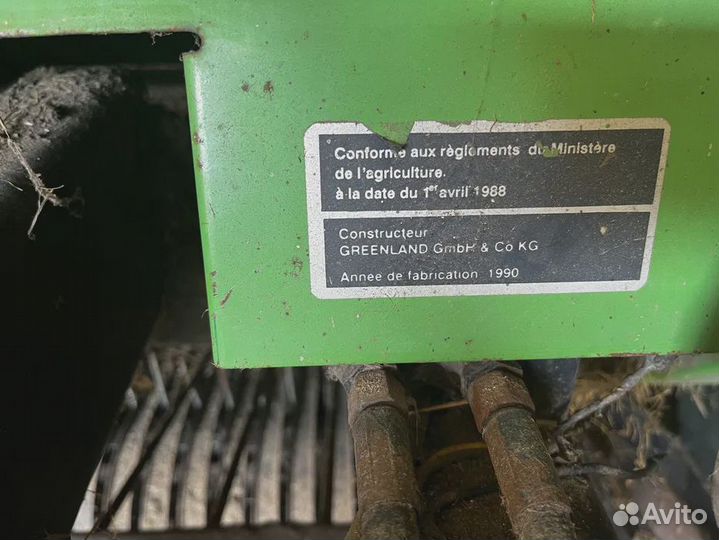 Conforme aux règlements du Ministère
de l'agriculture.
à la date du 1er avril 1988
Constructeur
GREENLAND GmbH & Co KG
Annee de fabrication 1990
Avito